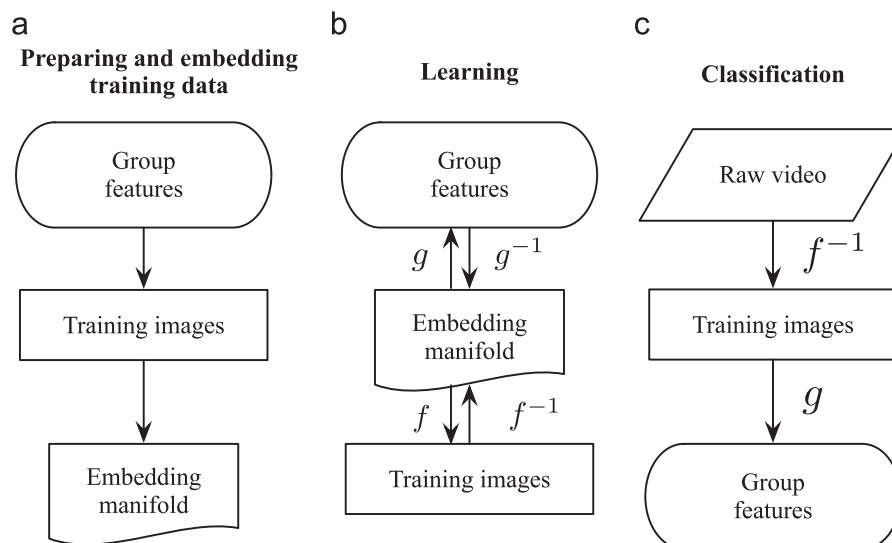 a
Preparing and embedding
training data
Group
features
Training images
Embedding
manifold
b
Learning
Group
features
g
g⁻¹
Embedding
manifold
f
f⁻¹
Training images
c
Classification
Raw video
f⁻¹
Training images
g
Group
features